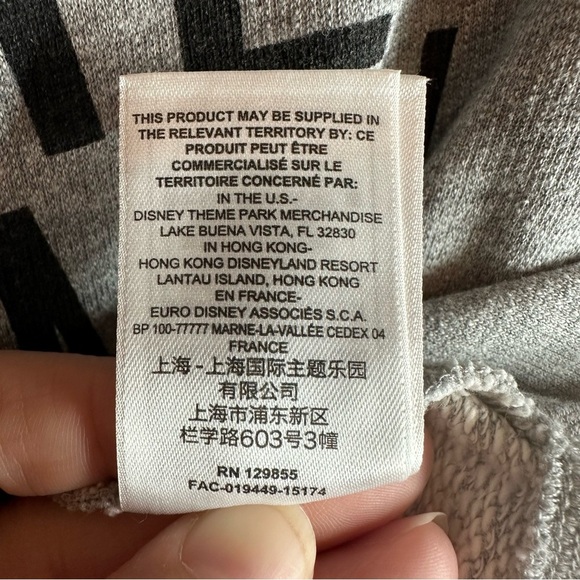 THIS PRODUCT MAY BE SUPPLIED IN
THE RELEVANT TERRITORY BY: CE
PRODUIT PEUT ÊTRE
COMMERCIALISÉ SUR LE
TERRITOIRE CONCERNÉ PAR:
IN THE U.S.-
DISNEY THEME PARK MERCHANDISE
LAKE BUENA VISTA, FL 32830
IN HONG KONG-
HONG KONG DISNEYLAND RESORT
LANTAU ISLAND, HONG KONG
EN FRANCE-
EURO DISNEY ASSOCIÉS S.C.A.
BP 100-77777 MARNE-LA-VALLÉE CEDEX 04
FRANCE
上海-上海国际主题乐园
有限公司
上海市浦东新区
栏学路603号3幢
RN 129855
FAC-019449-15174